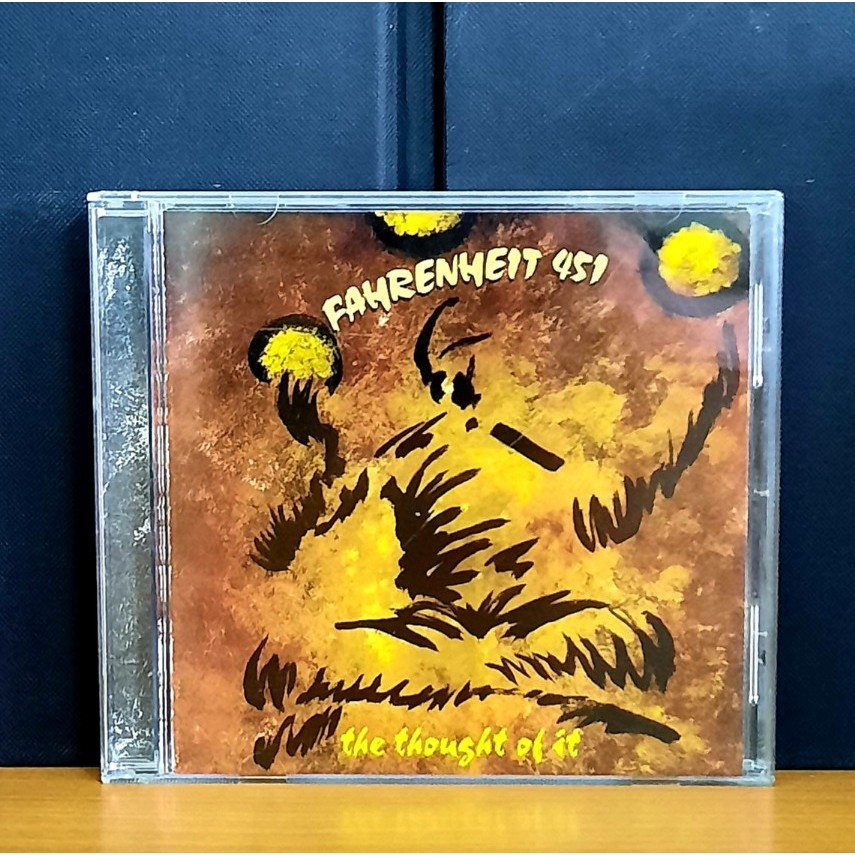 FAHRENHEIT 451
the thought of it